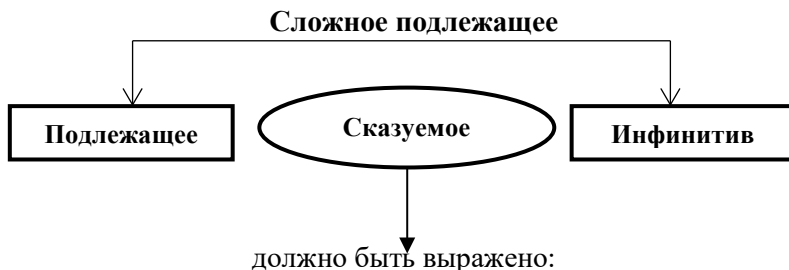 Сложное подлежащее
Подлежащее Сказуемое Инфинитив
должно быть выражено: